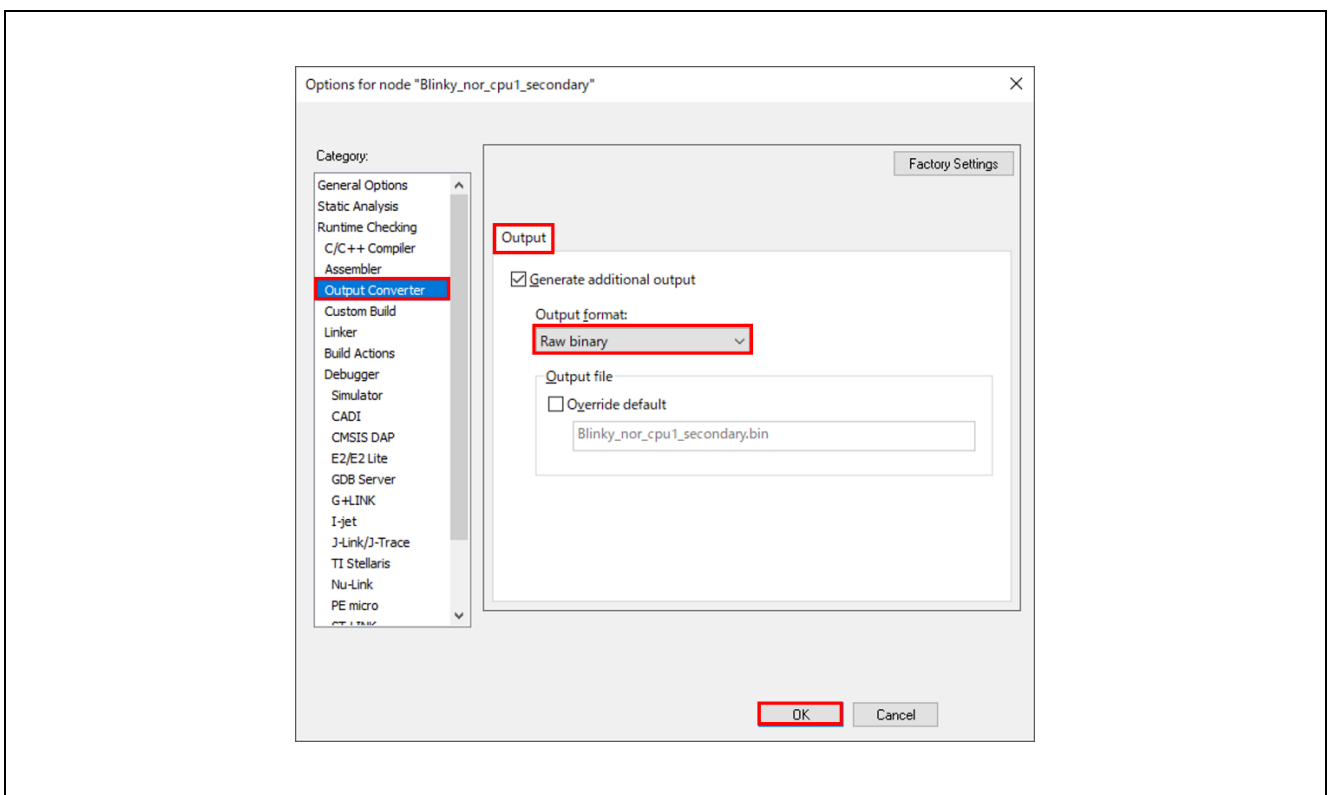 Options for node "Blinky_nor_cpu1_secondary"
Category:
Factory Settings
General Options
Static Analysis
Runtime Checking
C/C++ Compiler
Assembler
Output Converter
Custom Build
Linker
Build Actions
Debugger
Simulator
CADI
CMSIS DAP
E2/E2 Lite
GDB Server
G+LINK
I-jet
J-Link/J-Trace
TI Stellaris
Nu-Link
PE micro
ST-LINK
Output
Generate additional output
Output format:
Raw binary
Output file
Override default
Blinky_nor_cpu1_secondary.bin
OK
Cancel